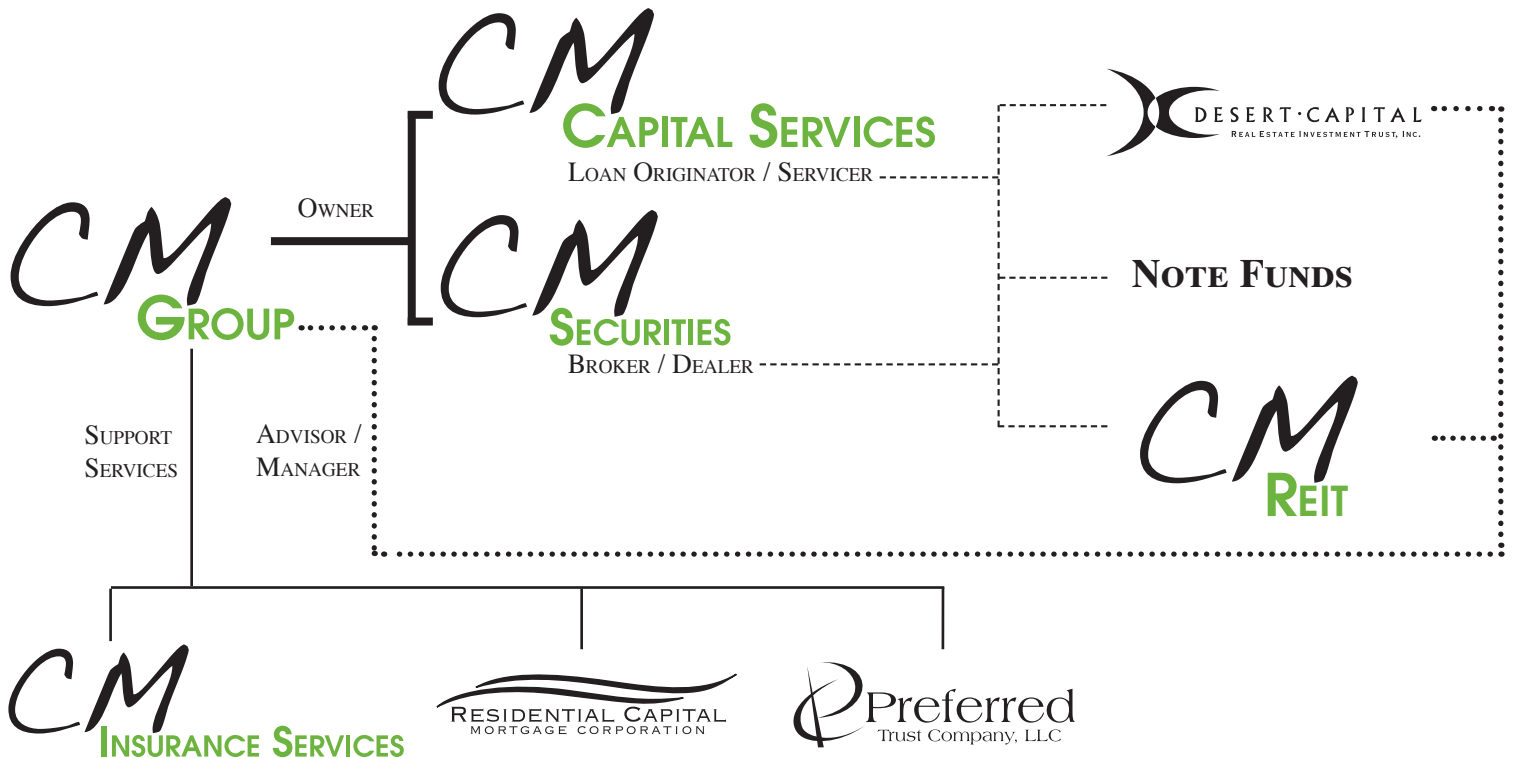 CM
CAPITAL SERVICES
LOAN ORIGINATOR / SERVICER
DESERT·CAPITAL
REAL ESTATE INVESTMENT TRUST, INC.
OWNER
CM
GROUP
CM
SECURITIES
BROKER / DEALER
NOTE FUNDS
CM
REIT
SUPPORT
SERVICES
ADVISOR /
MANAGER
CM
INSURANCE SERVICES
RESIDENTIAL CAPITAL
MORTGAGE CORPORATION
Preferred
Trust Company, LLC